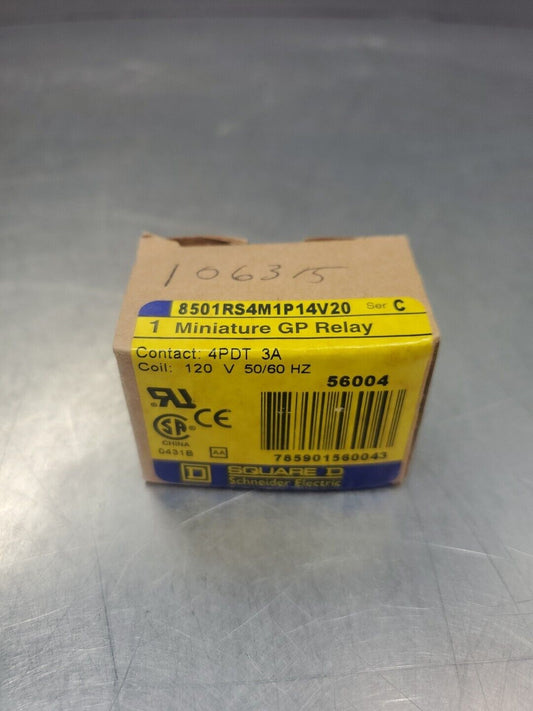 106315
8501RS4M1P14V20 Ser C
1 Miniature GP Relay
Contact: 4PDT 3A
Coil: 120 V 50/60 HZ
56004
CE
SA
CHINA
0431B AA
785901560043
D SQUARE D
Schneider Electric